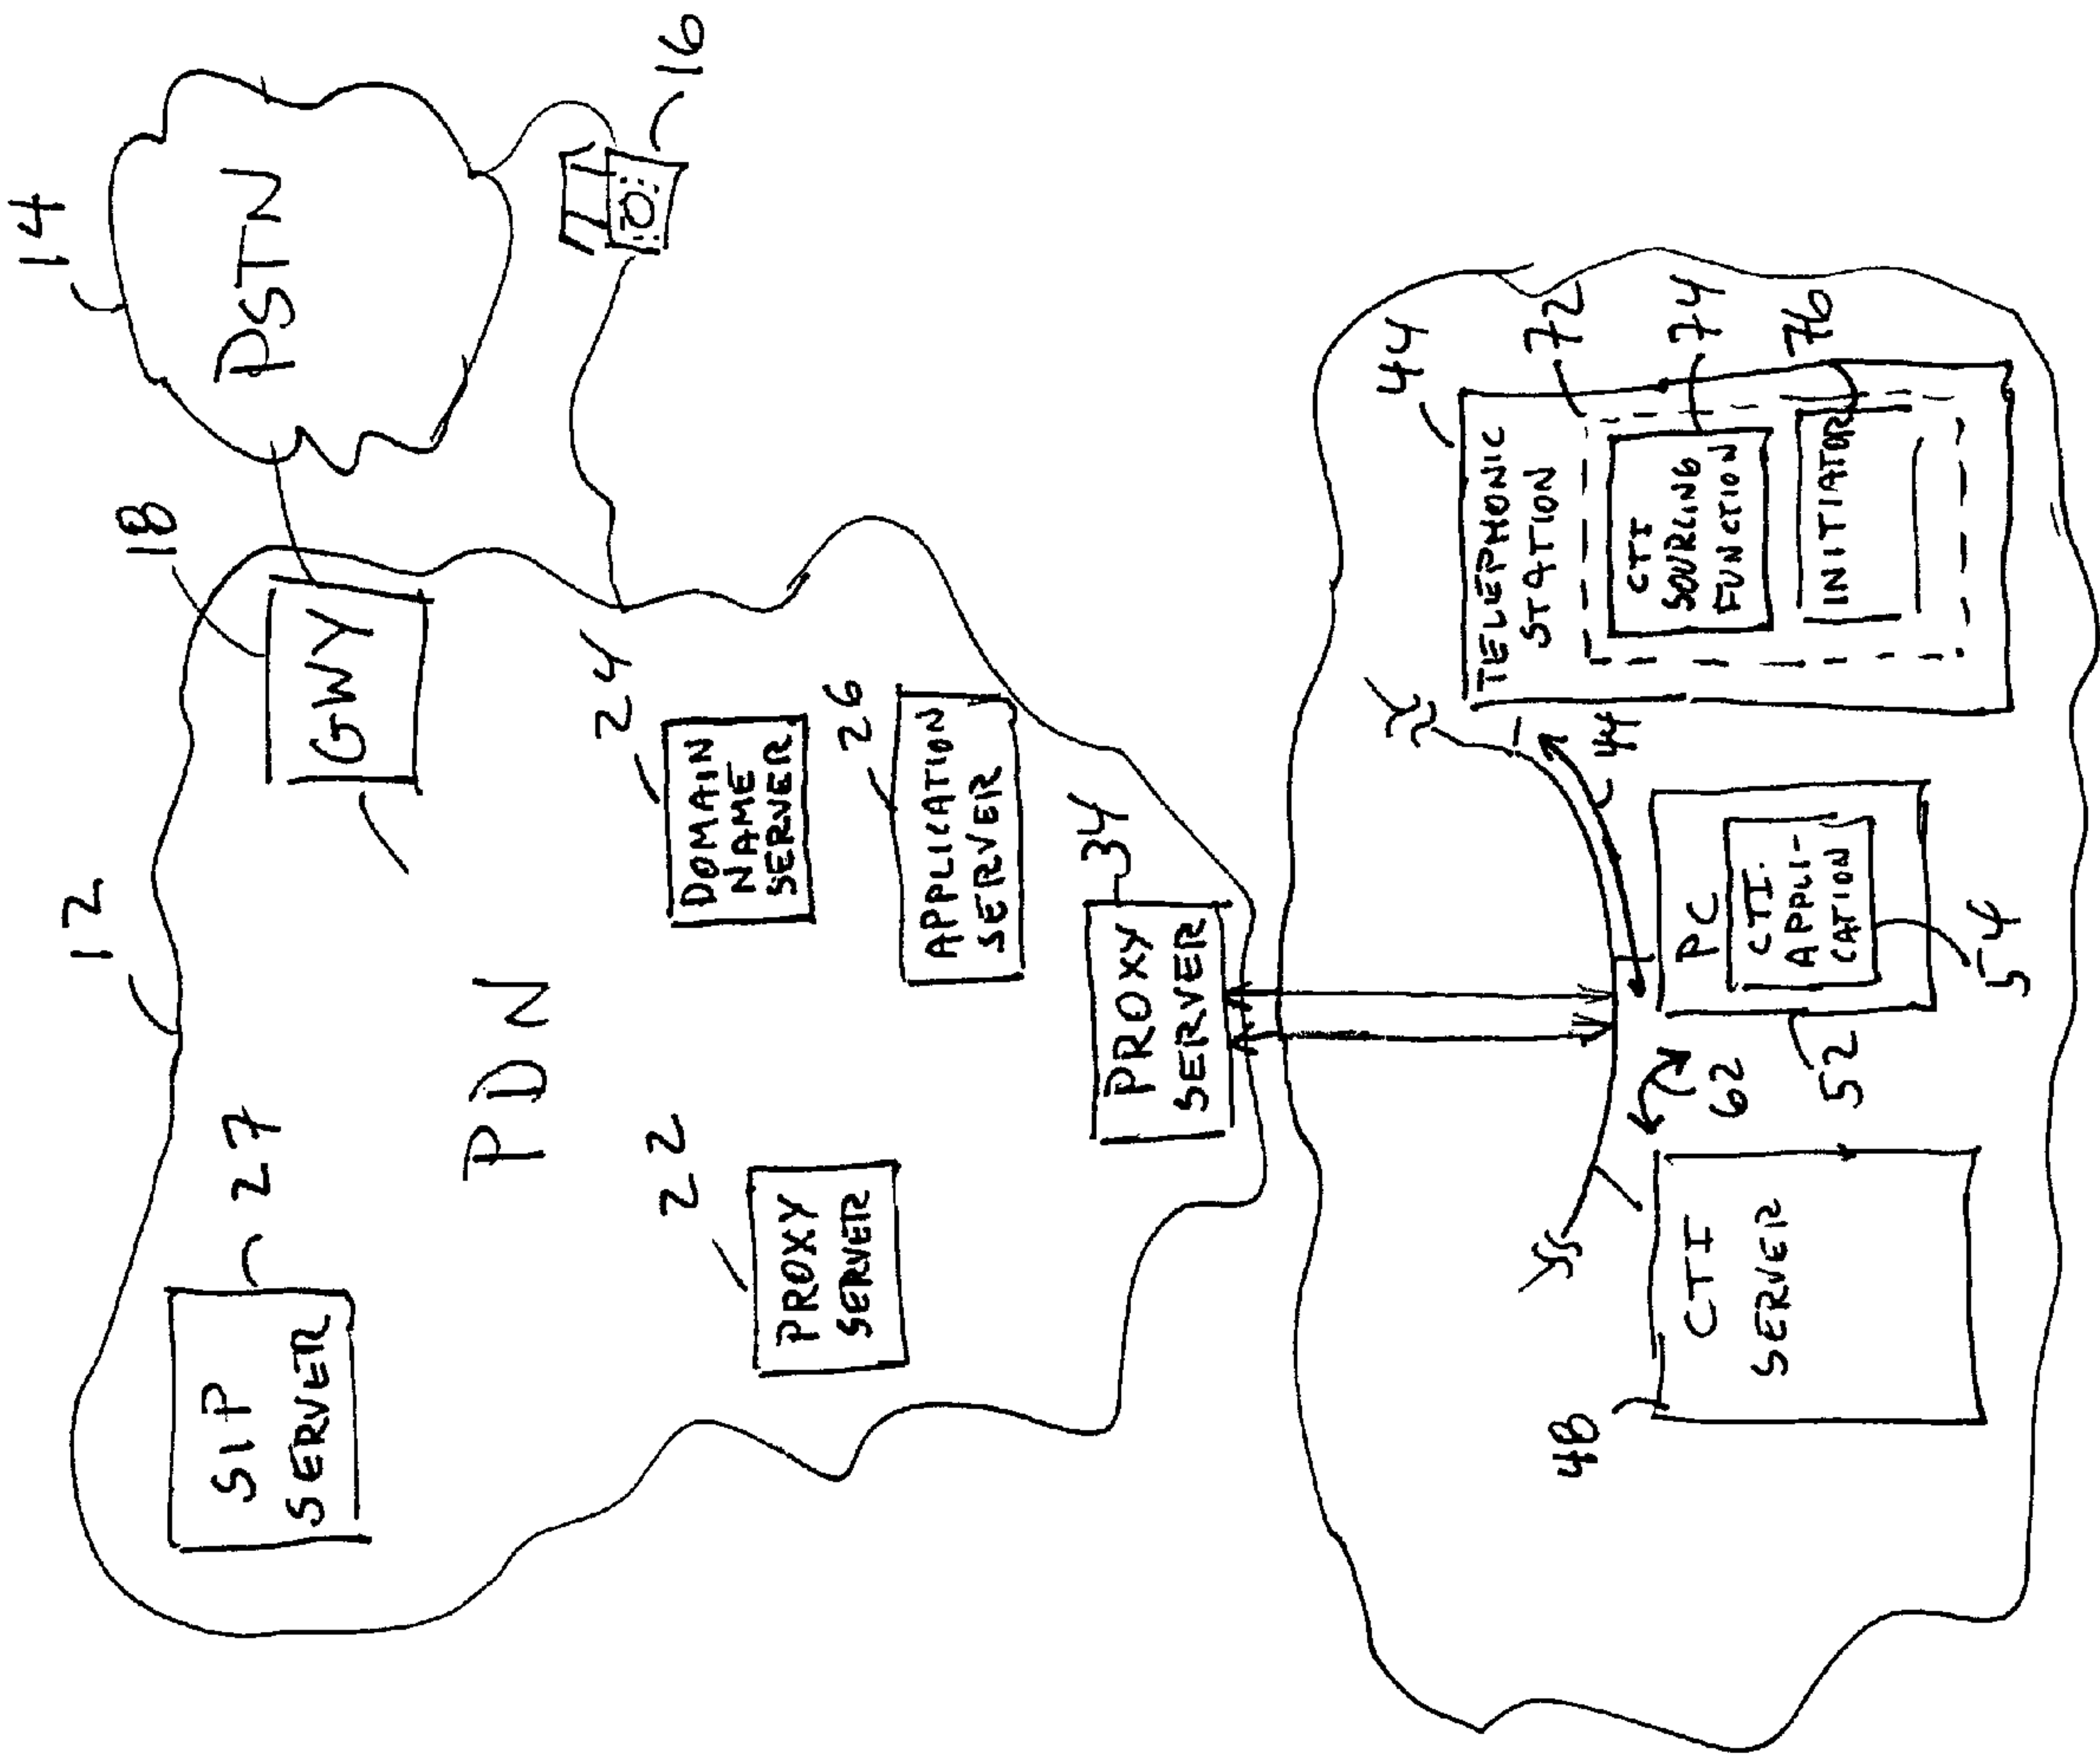 14
12
18
27
SIP
SERVER
GWY
PSTN
PDN
16
22
24
DOMAIN
NAME
SERVER
PROXY
SERVER
26
APPLICATION
SERVER
34
PROXY
SERVER
44
TELEPHONIC
STATION
72
CTI
SOURCING
FUNCTION
74
INITIATOR
76
44
48
CTI
SERVER
62
PC
CTI
APPLI-
CATION
52
54